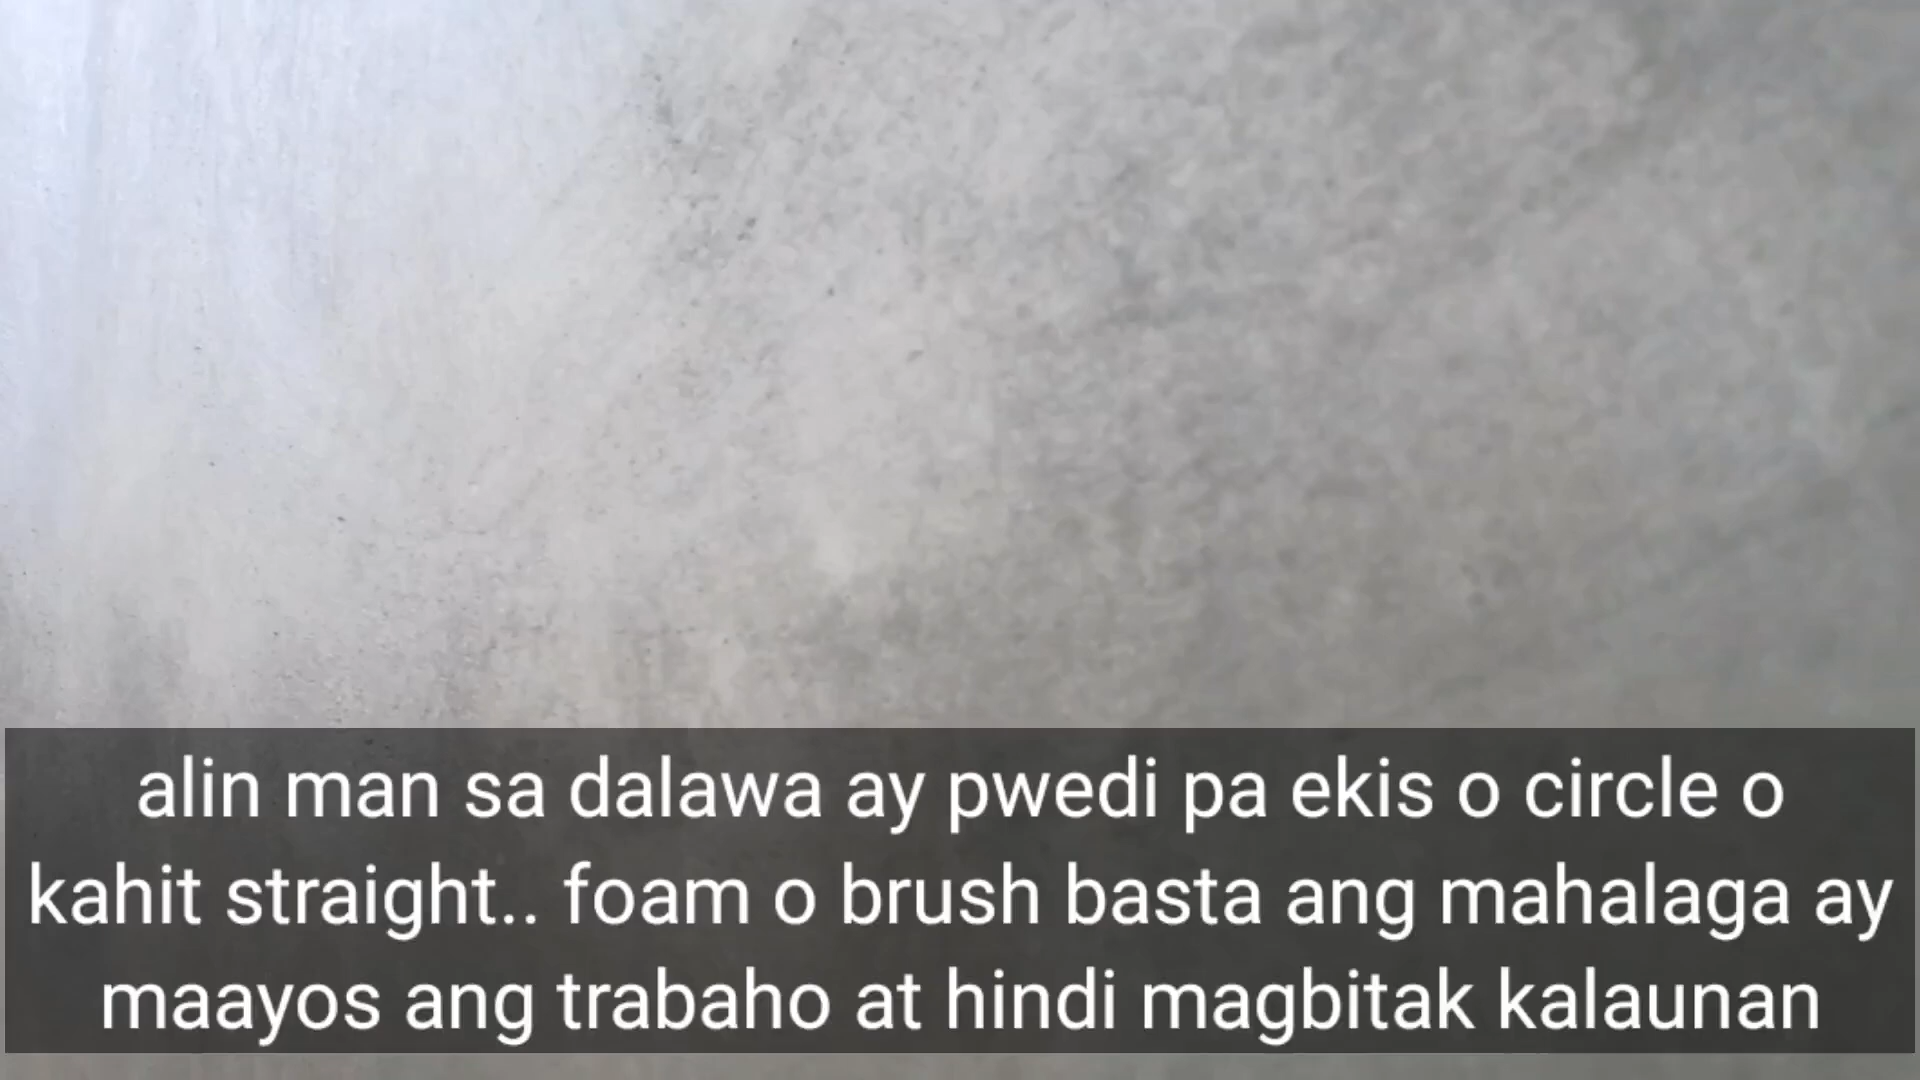 alin man sa dalawa ay pwedi pa ekis o circle o
kahit straight.. foam o brush basta ang mahalaga ay
maayos ang trabaho at hindi magbitak kalaunan